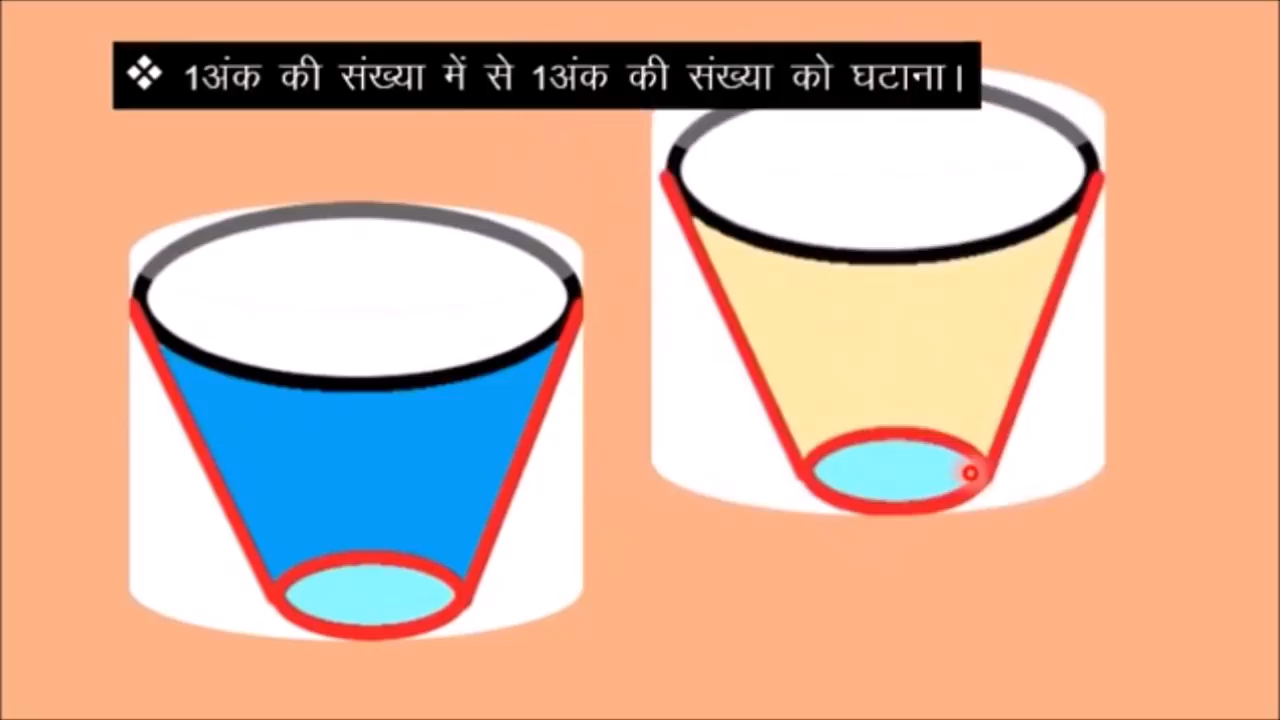 ❖ 1अंक की संख्या में से 1अंक की संख्या को घटाना।